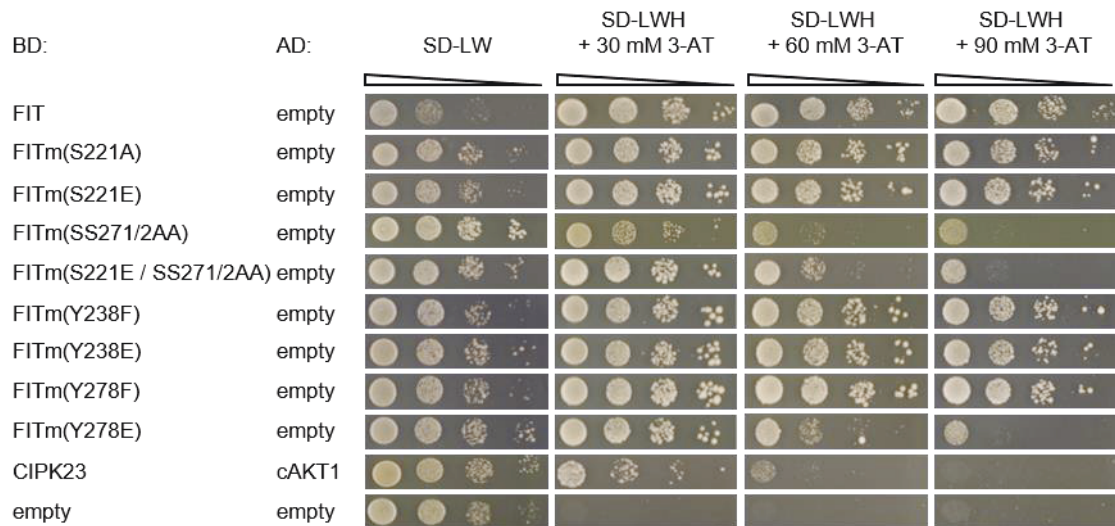 BD: AD: SD-LW SD-LWH + 30 mM 3-AT SD-LWH + 60 mM 3-AT SD-LWH + 90 mM 3-AT
FIT empty
FITm(S221A) empty
FITm(S221E) empty
FITm(SS271/2AA) empty
FITm(S221E / SS271/2AA) empty
FITm(Y238F) empty
FITm(Y238E) empty
FITm(Y278F) empty
FITm(Y278E) empty
CIPK23 cAKT1
empty empty